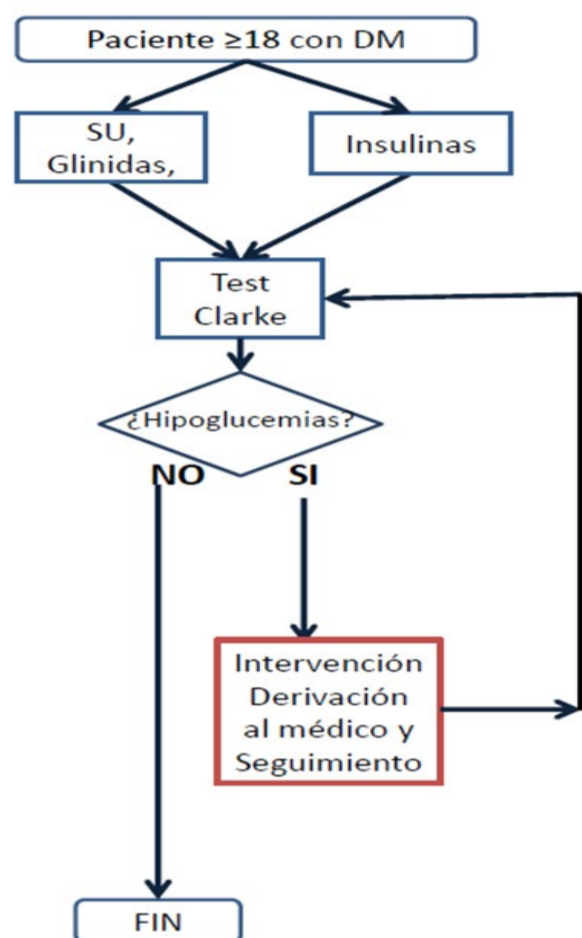 Paciente ≥18 con DM
SU,
Glinidas,
Insulinas
Test
Clarke
¿Hipoglucemias?
NO
SI
Intervención
Derivación
al médico y
Seguimiento
FIN